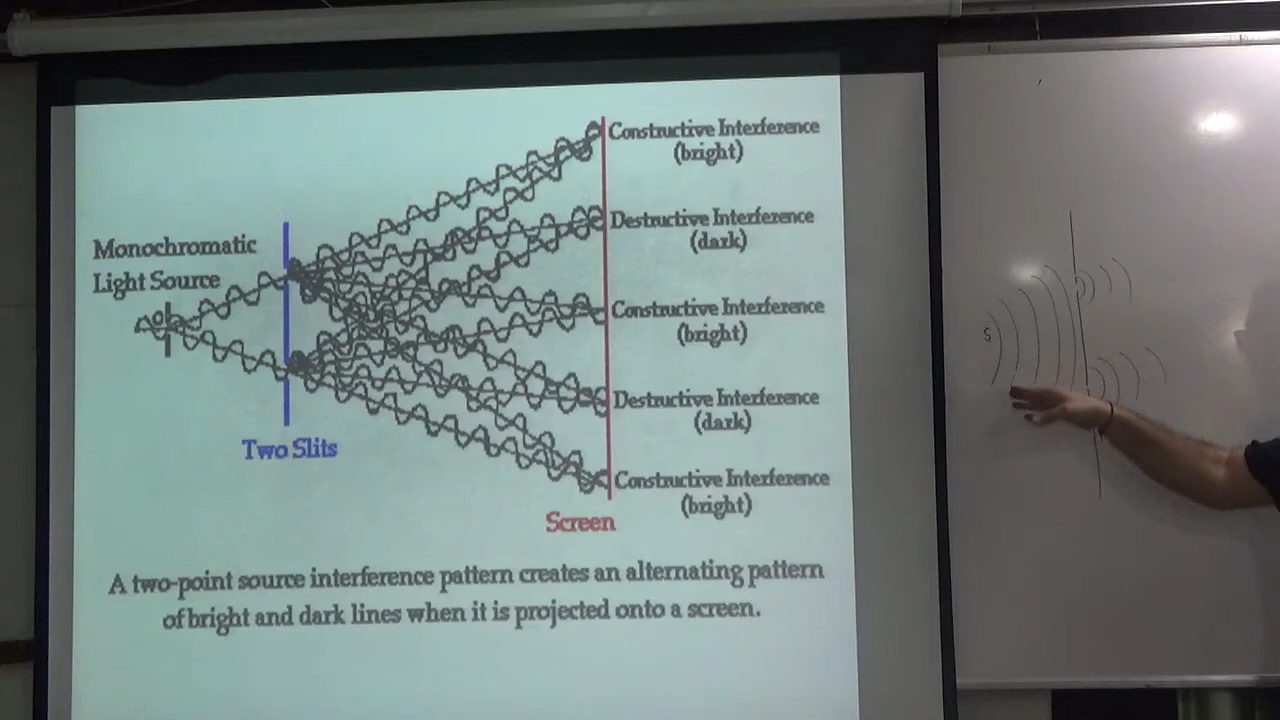 Constructive Interference
(bright)
Destructive Interference
(dark)
Monochromatic
Light Source
Constructive Interference
(bright)
Destructive Interference
(dark)
Two Slits
Constructive Interference
(bright)
Screen
A two-point source interference pattern creates an alternating pattern
of bright and dark lines when it is projected onto a screen.
S